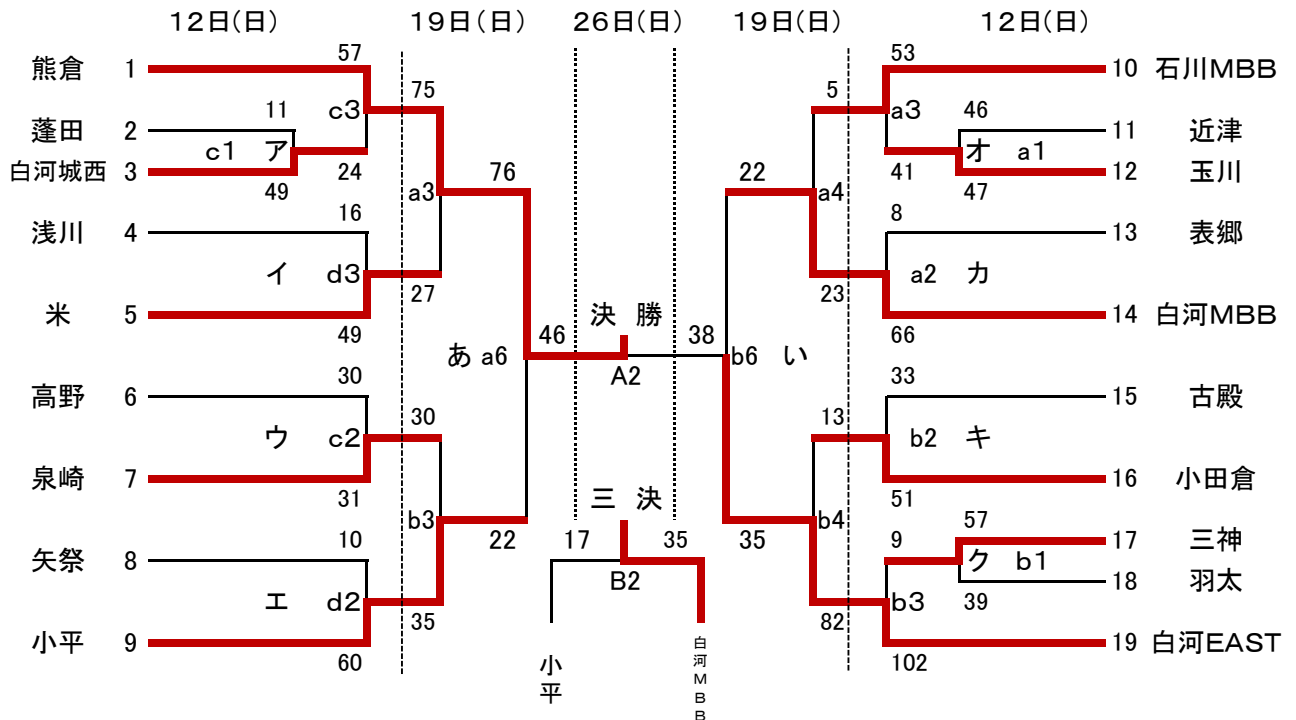 12日(日) 19日(日) 26日(日) 19日(日) 12日(日)
57 53
熊倉 1 75 5 10 石川MBB
c3 a3
11 46
蓬田 2 11 近津
c1 ア オ a1
白河城西 3 24 76 22 41 12 玉川
49 47
a3 a4
16 8
浅川 4 13 表郷
イ d3 a2 カ
27 23
米 5 14 白河MBB
49 66
決 勝
46 38
あ a6 b6 い
A2
30 33
高野 6 15 古殿
30 13
ウ c2 b2 キ
泉崎 7 16 小田倉
31 51
三 決
b3 b4
22 17 35 35
10 9 57
矢祭 8 17 三神
ク b1
B2
18 羽太
エ d2 b3 39
35 82
小平 9 19 白河EAST
60 102
小平
白河MBB